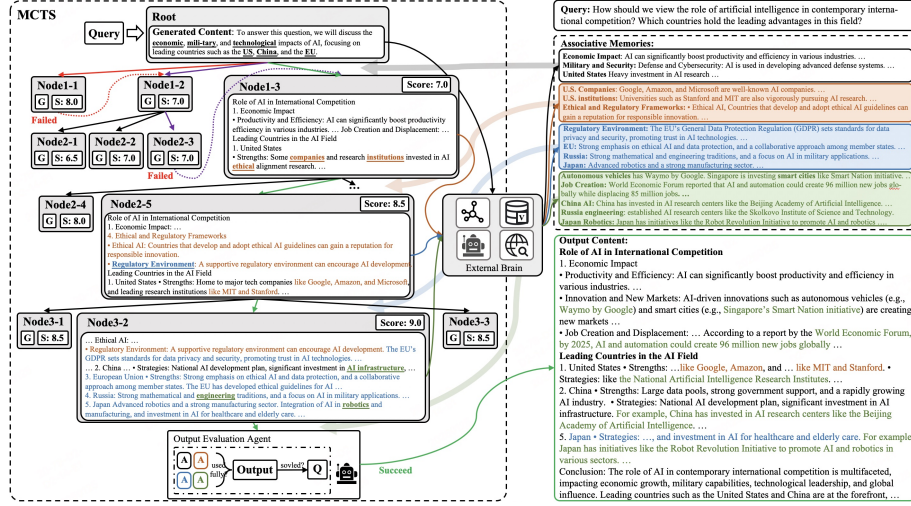 MCTS
Query
Root
Generated Content: To answer this question, we will discuss the
economic, mili-tary, and technological impacts of AI, focusing on
leading countries such as the US, China, and the EU.
Node1-1
G S: 8.0
Failed
Node1-2
G S: 7.0
Node1-3
Score: 7.0
Role of AI in International Competition
1. Economic Impact
• Productivity and Efficiency: AI can significantly boost productivity
efficiency in various industries. … Job Creation and Displacement: …
Leading Countries in the AI Field
1. United States
• Strengths: Some companies and research institutions invested in AI
ethical alignment research. …
Node2-1
G S: 6.5
Node2-2
G S: 7.0
Node2-3
G S: 7.0
Failed
...
Node2-4
G S: 8.0
Node2-5
Score: 8.5
Role of AI in International Competition
1. Economic Impact: …
4. Ethical and Regulatory Frameworks
• Ethical AI: Countries that develop and adopt ethical AI guidelines can gain a reputation for
responsible innovation.
• Regulatory Environment: A supportive regulatory environment can encourage AI development
Leading Countries in the AI Field
1. United States • Strengths: Home to major tech companies like Google, Amazon, and Microsoft,
and leading research institutions like MIT and Stanford. …
Node3-1
G S: 8.5
Node3-2
Score: 9.0
… Ethical AI: …
• Regulatory Environment: A supportive regulatory environment can encourage AI development. The EU's
GDPR sets standards for data privacy and security, promoting trust in AI technologies. …
… 2. China … • Strengths: National AI development plan, significant investment in AI infrastructure, …
3. European Union • Strengths: Strong emphasis on ethical AI and data protection, and a collaborative
approach among member states. The EU has developed ethical guidelines for AI …
4. Russia: Strong mathematical and engineering traditions, and a focus on AI in military applications. …
5. Japan Advanced robotics and a strong manufacturing sector. Integration of AI in robotics and
manufacturing, and investment in AI for healthcare and elderly care. …
Node3-3
G S: 8.5
Output Evaluation Agent
A A
A A
used
fully
Output
sovled?
Q
Succeed
External Brain
Query: How should we view the role of artificial intelligence in contemporary interna-
tional competition? Which countries hold the leading advantages in this field?
Associative Memories:
Economic Impact: AI can significantly boost productivity and efficiency in various industries. …
Military and Security: Defense and Cybersecurity: AI is used in developing advanced defense systems. …
United States Heavy investment in AI research …
U.S. Companies: Google, Amazon, and Microsoft are well-known AI companies. …
U.S. institutions: Universities such as Stanford and MIT are also vigorously pursuing AI research. …
Ethical and Regulatory Frameworks: • Ethical AI, Countries that develop and adopt ethical AI guidelines can
gain a reputation for responsible innovation. …
Regulatory Environment: The EU's General Data Protection Regulation (GDPR) sets standards for data
privacy and security, promoting trust in AI technologies. …
EU: Strong emphasis on ethical AI and data protection, and a collaborative approach among member states. …
Russia: Strong mathematical and engineering traditions, and a focus on AI in military applications. …
Japan: Advanced robotics and a strong manufacturing sector. …
Autonomous vehicles has Waymo by Google. Singapore is investing smart cities like Smart Nation initiative. …
Job Creation: World Economic Forum reported that AI and automation could create 96 million new jobs glo-
bally while displacing 85 million jobs. …
China AI: China has invested in AI research centers like the Beijing Academy of Artificial Intelligence. …
Russia engineering: established AI research centers like the Skolkovo Institute of Science and Technology.
Japan Robotics: Japan has initiatives like the Robot Revolution Initiative to promote AI and robotics …
Output Content:
Role of AI in International Competition
1. Economic Impact
• Productivity and Efficiency: AI can significantly boost productivity and efficiency in
various industries. …
• Innovation and New Markets: AI-driven innovations such as autonomous vehicles (e.g.,
Waymo by Google) and smart cities (e.g., Singapore's Smart Nation initiative) are creating
new markets …
• Job Creation and Displacement: … According to a report by the World Economic Forum,
by 2025, AI and automation could create 96 million new jobs globally …
Leading Countries in the AI Field
1. United States • Strengths: …like Google, Amazon, and … like MIT and Stanford. •
Strategies: like the National Artificial Intelligence Research Institutes. …
2. China • Strengths: Large data pools, strong government support, and a rapidly growing
AI industry. • Strategies: National AI development plan, significant investment in AI
infrastructure. For example, China has invested in AI research centers like the Beijing
Academy of Artificial Intelligence. …
5. Japan • Strategies: …, and investment in AI for healthcare and elderly care. For example
Japan has initiatives like the Robot Revolution Initiative to promote AI and robotics in
various sectors. …
Conclusion: The role of AI in contemporary international competition is multifaceted,
impacting economic growth, military capabilities, technological leadership, and global
influence. Leading countries such as the United States and China are at the forefront, …